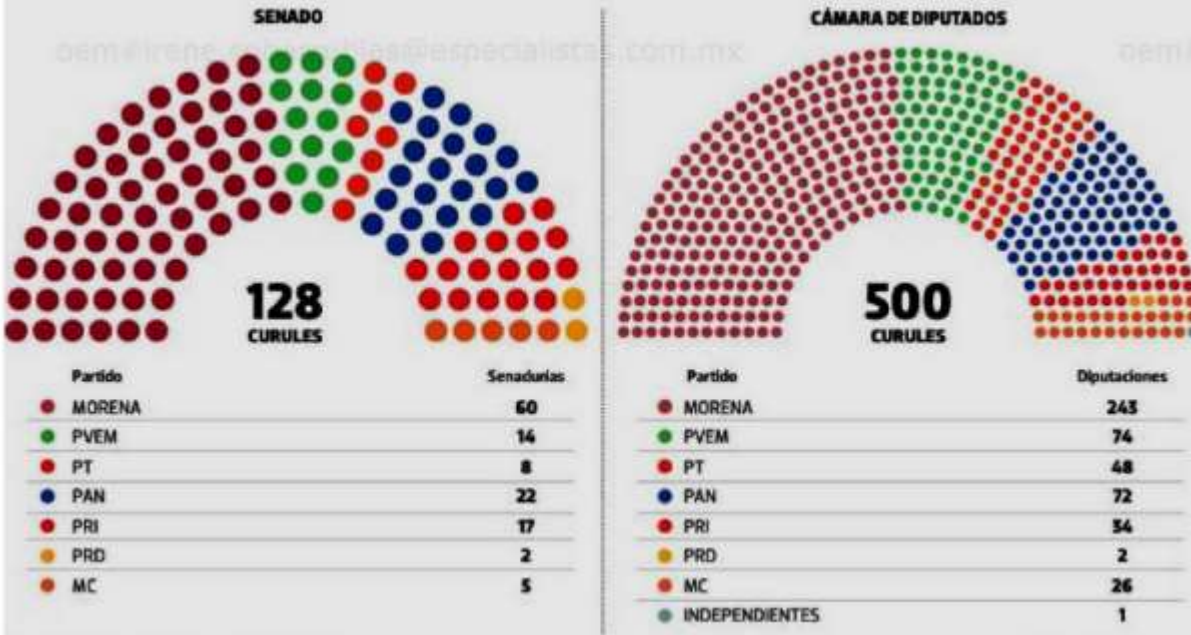 SENADO
128
CURULES
Partido Senadurias
MORENA 60
PVEM 14
PT 8
PAN 22
PRI 17
PRD 2
MC 5
CÁMARA DE DIPUTADOS
500
CURULES
Partido Diputaciones
MORENA 243
PVEM 74
PT 48
PAN 72
PRI 34
PRD 2
MC 26
INDEPENDIENTES 1